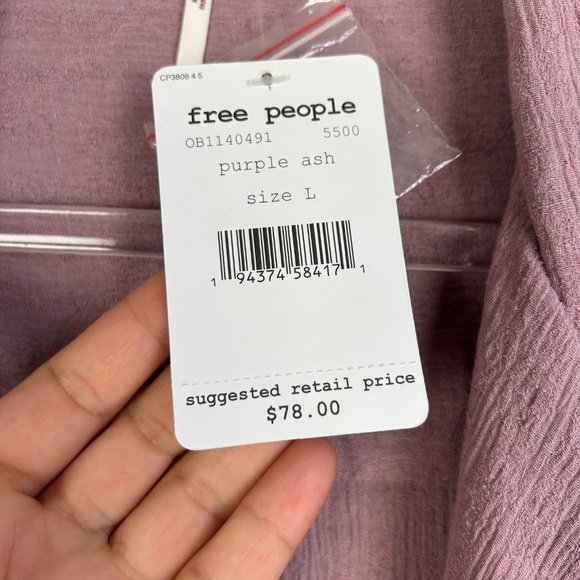 CP3809 4 5
free people
OB1140491 5500
purple ash
size L
1 94374 58417 1
suggested retail price
$78.00